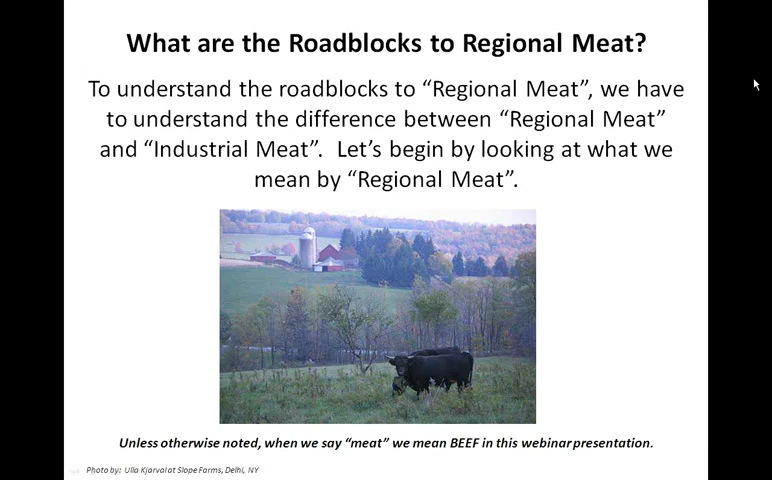 What are the Roadblocks to Regional Meat?
To understand the roadblocks to “Regional Meat”, we have
to understand the difference between “Regional Meat”
and “Industrial Meat”.  Let’s begin by looking at what we
mean by “Regional Meat”.
Unless otherwise noted, when we say “meat” we mean BEEF in this webinar presentation.
Photo by: Ulla Kjarval at Slope Farms, Delhi, NY